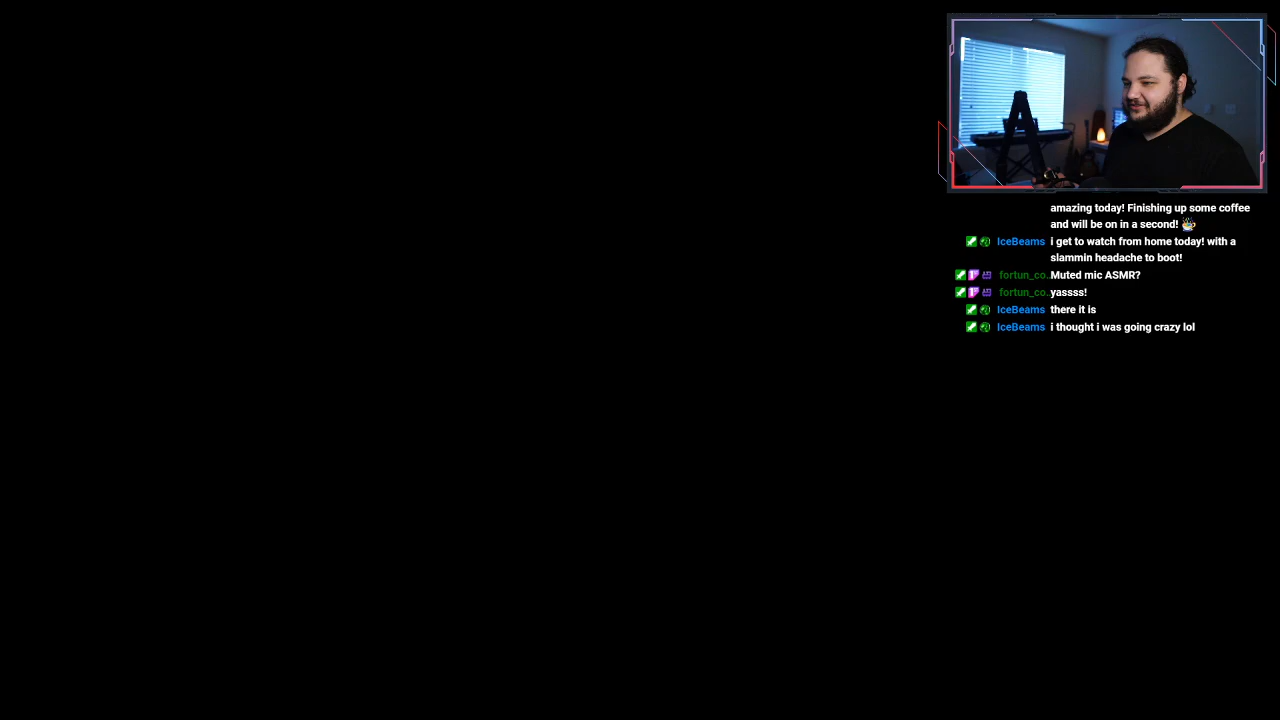 amazing today! Finishing up some coffee
and will be on in a second!
IceBeams i get to watch from home today! with a
slammin headache to boot!
fortun_co.. Muted mic ASMR?
fortun_co.. yassss!
IceBeams there it is
IceBeams i thought i was going crazy lol